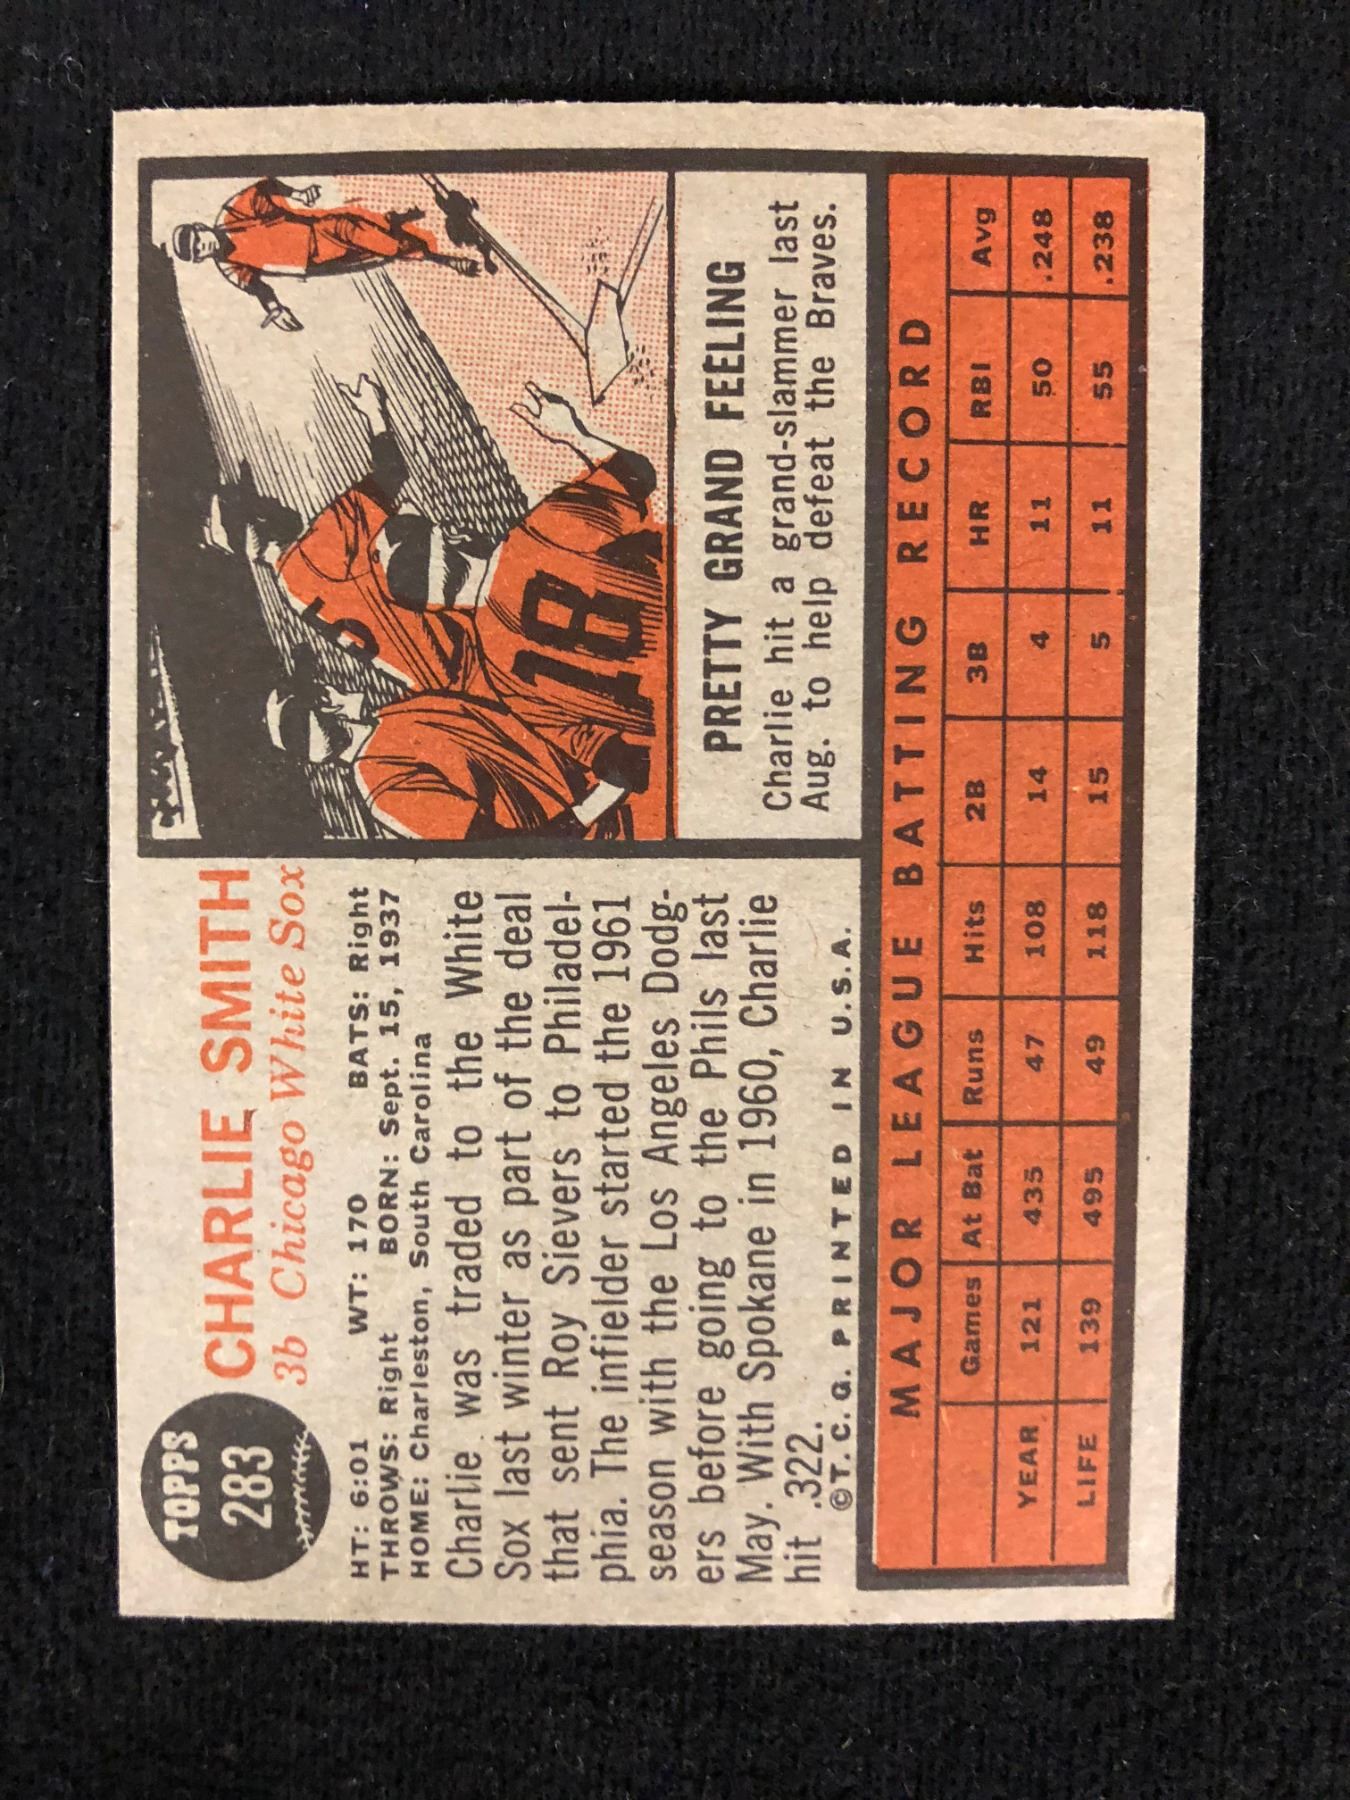 TOPPS
283
CHARLIE SMITH
3b Chicago White Sox
HT: 6:01 WT: 170 BATS: Right
THROWS: Right BORN: Sept. 15, 1937
HOME: Charleston, South Carolina
Charlie was traded to the White
Sox last winter as part of the deal
that sent Roy Sievers to Philadel-
phia. The infielder started the 1961
season with the Los Angeles Dodg-
ers before going to the Phils last
May. With Spokane in 1960, Charlie
hit .322.
©T.C.G. PRINTED IN U.S.A.
18
5
PRETTY GRAND FEELING
Charlie hit a grand-slammer last
Aug. to help defeat the Braves.
MAJOR LEAGUE BATTING RECORD
Games At Bat Runs Hits 2B 3B HR RBI Avg
YEAR 121 435 47 108 14 4 11 50 .248
LIFE 139 495 49 118 15 5 11 55 .238